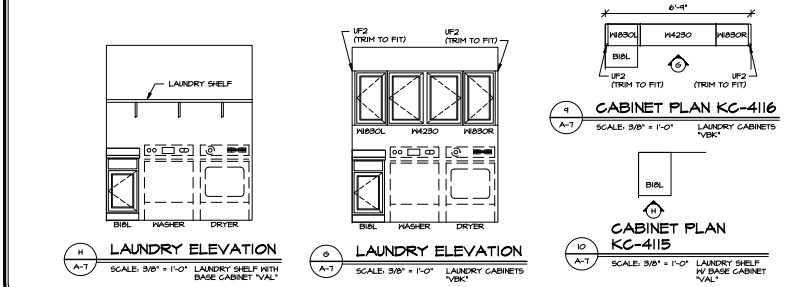 LAUNDRY SHELF
B18L WASHER DRYER
H
A-7
LAUNDRY ELEVATION
SCALE: 3/8" = 1'-0" LAUNDRY SHELF WITH
BASE CABINET "VAL"
UF2
(TRIM TO FIT)
UF2
(TRIM TO FIT)
W1830L W4230 W1830R
B18L WASHER DRYER
G
A-7
LAUNDRY ELEVATION
SCALE: 3/8" = 1'-0" LAUNDRY CABINETS
"VBK"
6'-9"
W1830L W4230 W1830R
B18L
G
UF2
(TRIM TO FIT)
UF2
(TRIM TO FIT)
9
A-7
CABINET PLAN KC-4116
SCALE: 3/8" = 1'-0" LAUNDRY CABINETS
"VBK"
B18L
H
10
A-7
CABINET PLAN
KC-4115
SCALE: 3/8" = 1'-0" LAUNDRY SHELF
W/ BASE CABINET
"VAL"